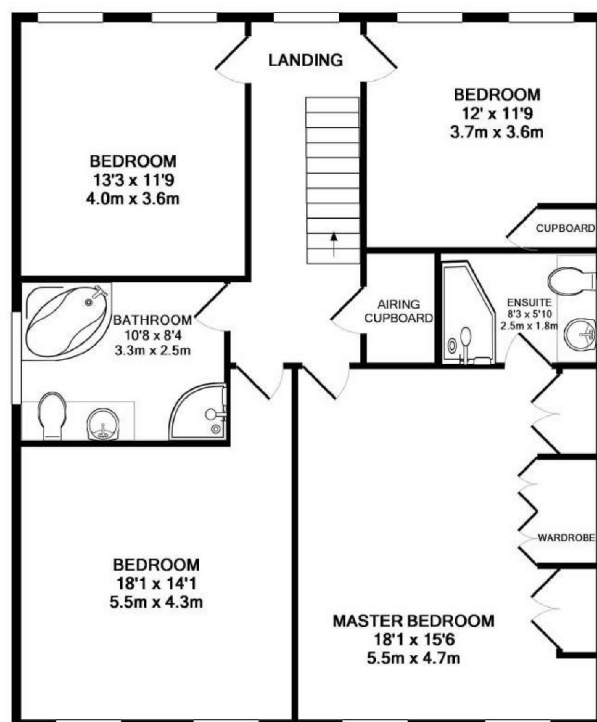 LANDING
BEDROOM
13'3 x 11'9
4.0m x 3.6m
BEDROOM
12' x 11'9
3.7m x 3.6m
CUPBOARD
BATHROOM
10'8 x 8'4
3.3m x 2.5m
AIRING
CUPBOARD
ENSUITE
8'3 x 5'10
2.5m x 1.8m
WARDROBE
BEDROOM
18'1 x 14'1
5.5m x 4.3m
MASTER BEDROOM
18'1 x 15'6
5.5m x 4.7m